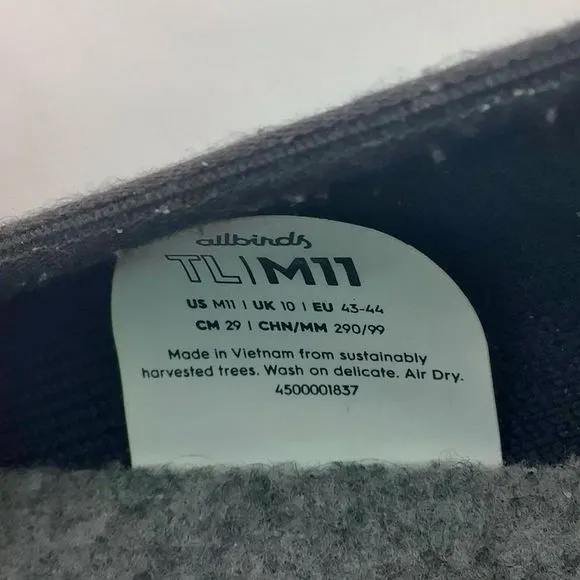 allbirds
TL|M11
US M11 | UK 10 | EU 43-44
CM 29 | CHN/MM 290/99
Made in Vietnam from sustainably
harvested trees. Wash on delicate. Air Dry.
4500001837